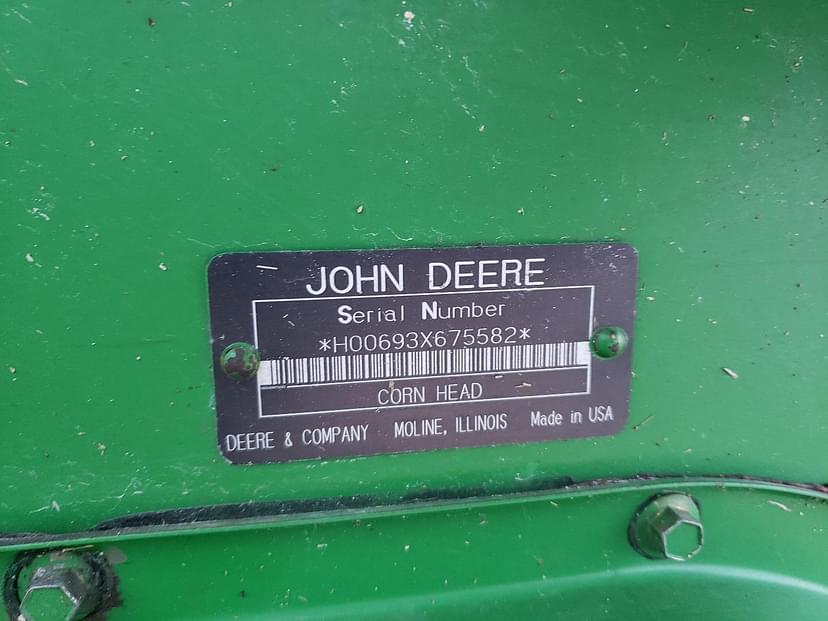 JOHN DEERE
Serial Number
*H00693X675582*
CORN HEAD
DEERE & COMPANY MOLINE, ILLINOIS Made in USA